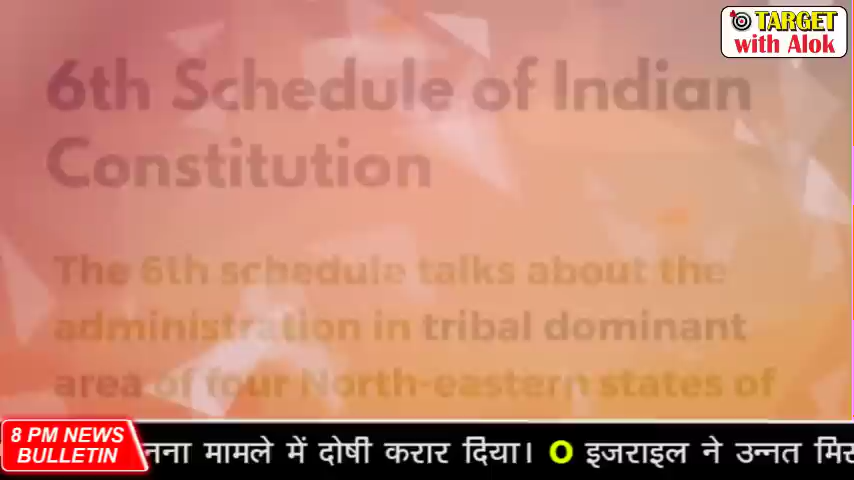 TARGET
with Alok
6th Schedule of Indian
Constitution
The 6th schedule talks about the
administration in tribal dominant
area of four North-eastern states of
8 PM NEWS
BULLETIN
नना मामले में दोषी करार दिया। O इजराइल ने उन्नत मिस